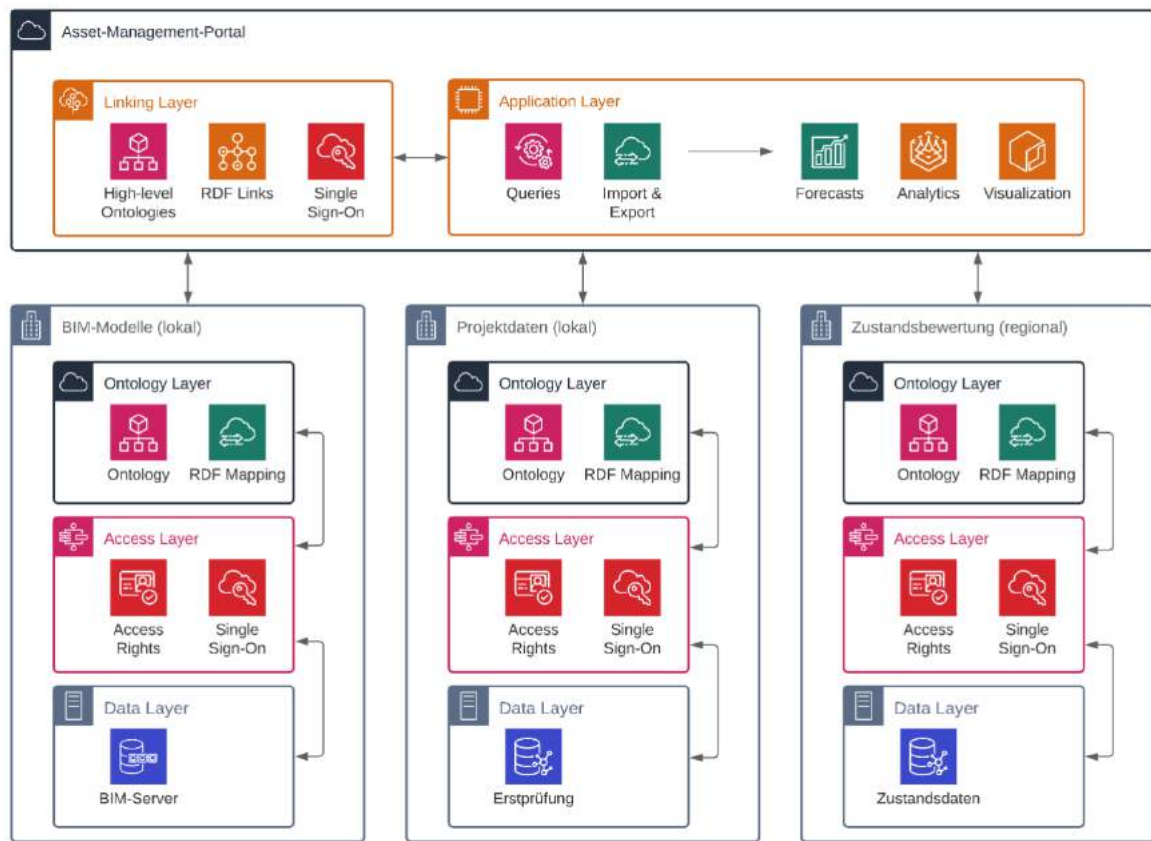 Asset-Management-Portal
Linking Layer
High-level
Ontologies
RDF Links
Single
Sign-On
Application Layer
Queries
Import &
Export
Forecasts
Analytics
Visualization
BIM-Modelle (lokal)
Ontology Layer
Ontology
RDF Mapping
Access Layer
Access
Rights
Single
Sign-On
Data Layer
BIM-Server
Projektdaten (lokal)
Ontology Layer
Ontology
RDF Mapping
Access Layer
Access
Rights
Single
Sign-On
Data Layer
Erstprüfung
Zustandsbewertung (regional)
Ontology Layer
Ontology
RDF Mapping
Access Layer
Access
Rights
Single
Sign-On
Data Layer
Zustandsdaten